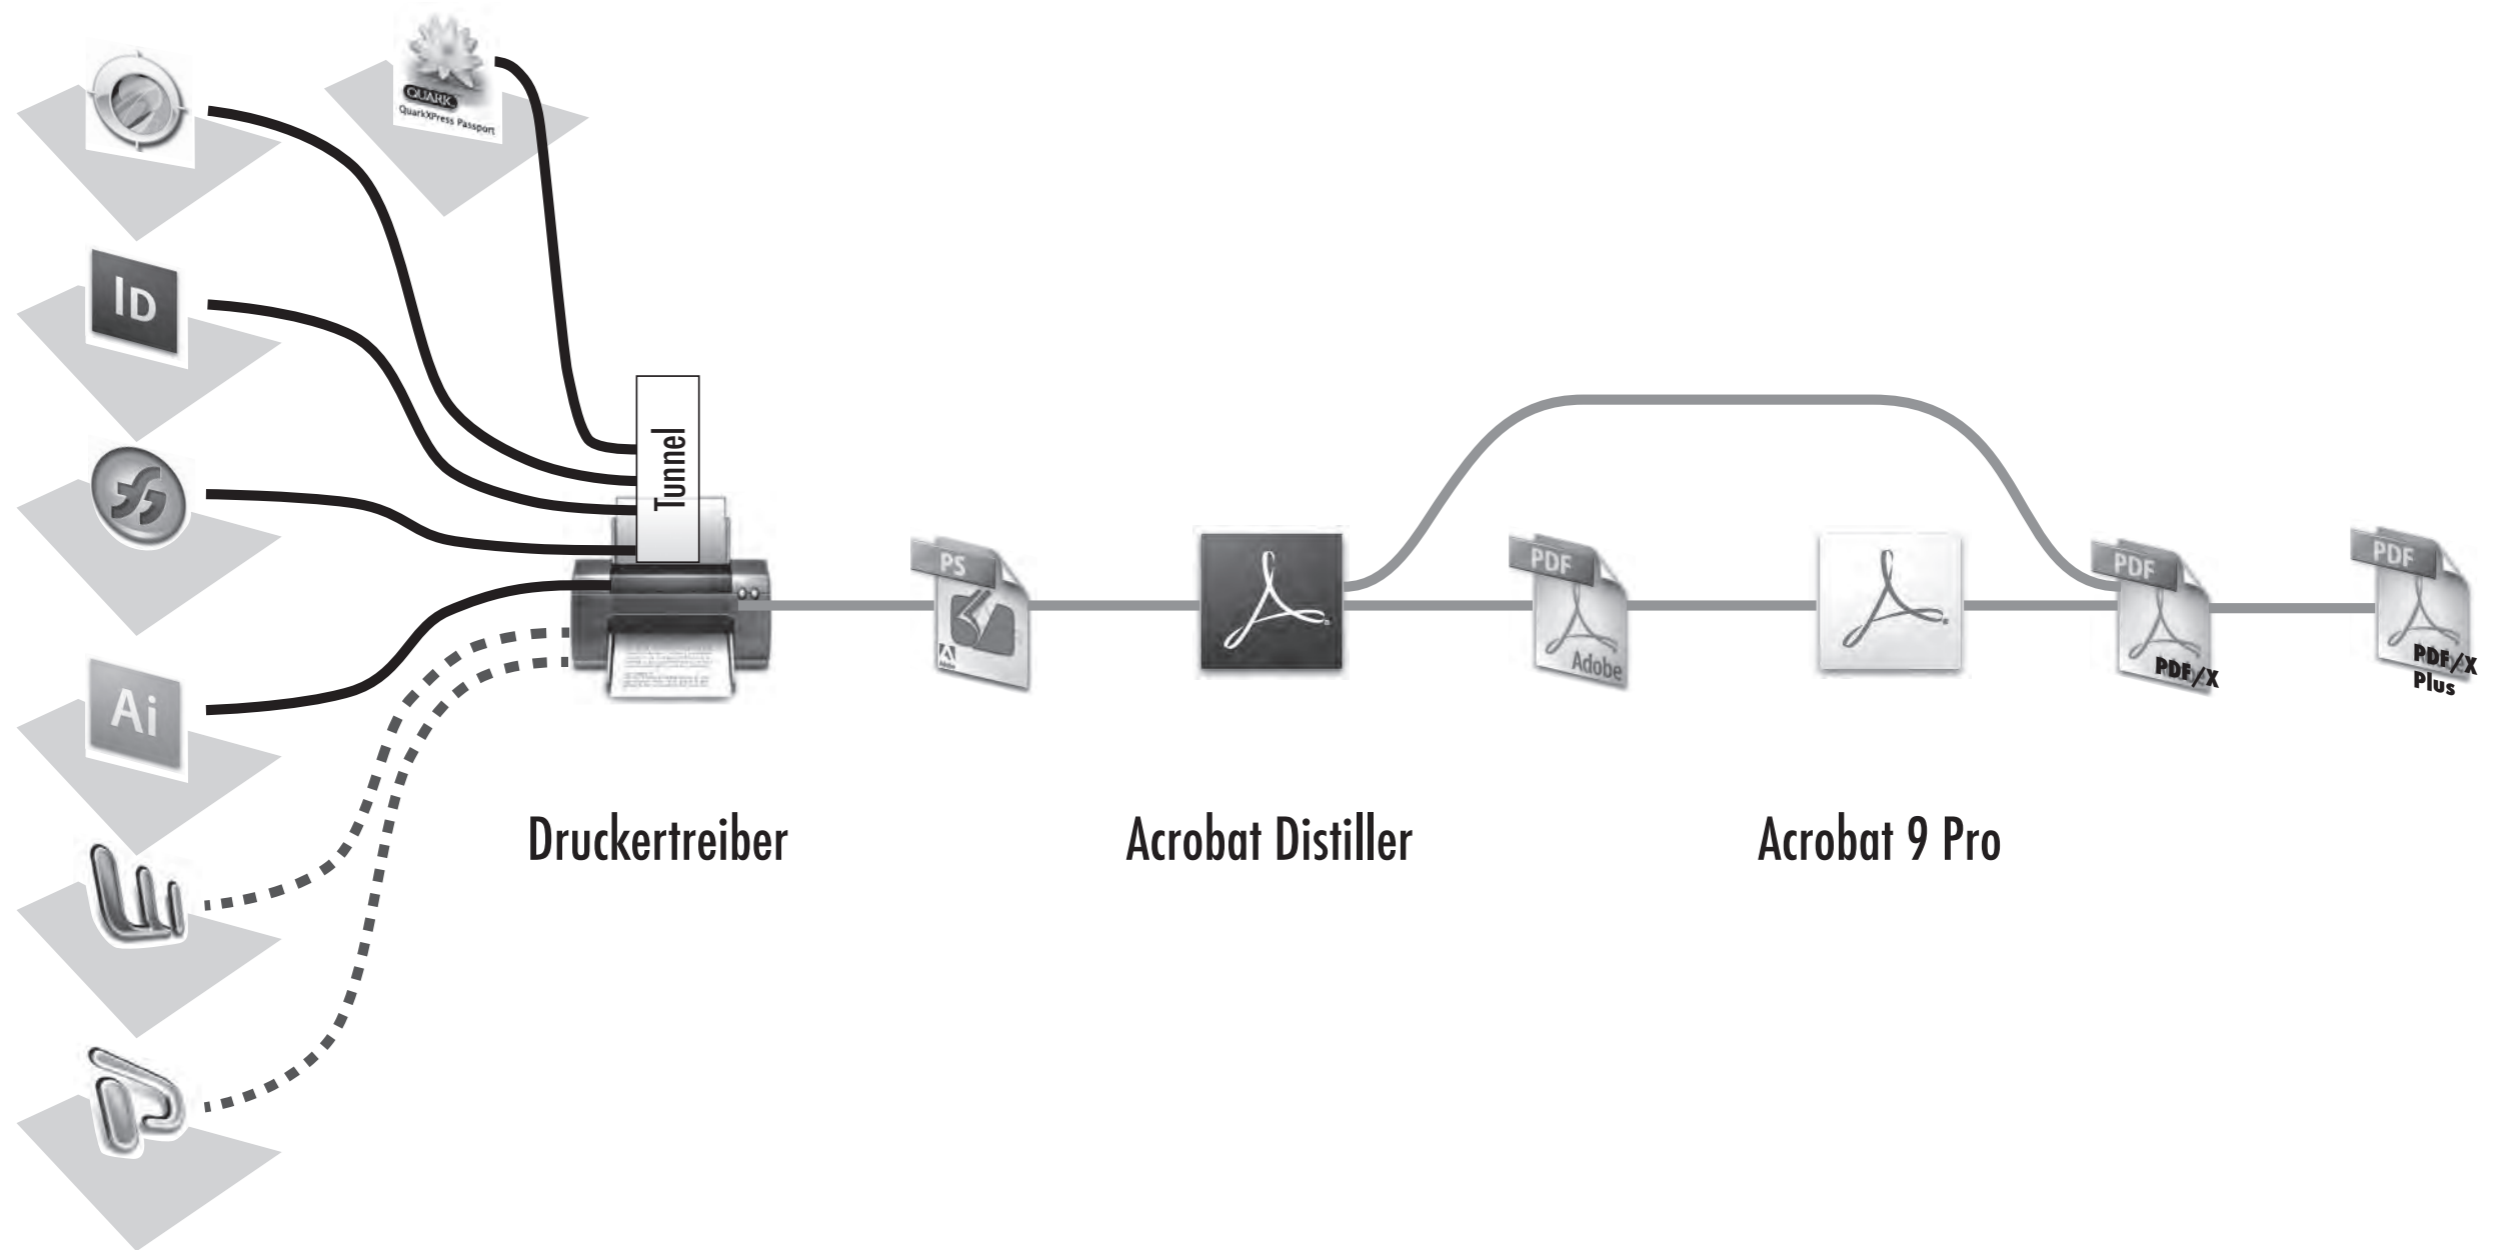 QUARK
QuarkXPress Passport
ID
Ai
Tunnel
PS
Adobe
PDF
Adobe
PDF
PDF/X
PDF
PDF/X
Plus
Druckertreiber
Acrobat Distiller
Acrobat 9 Pro